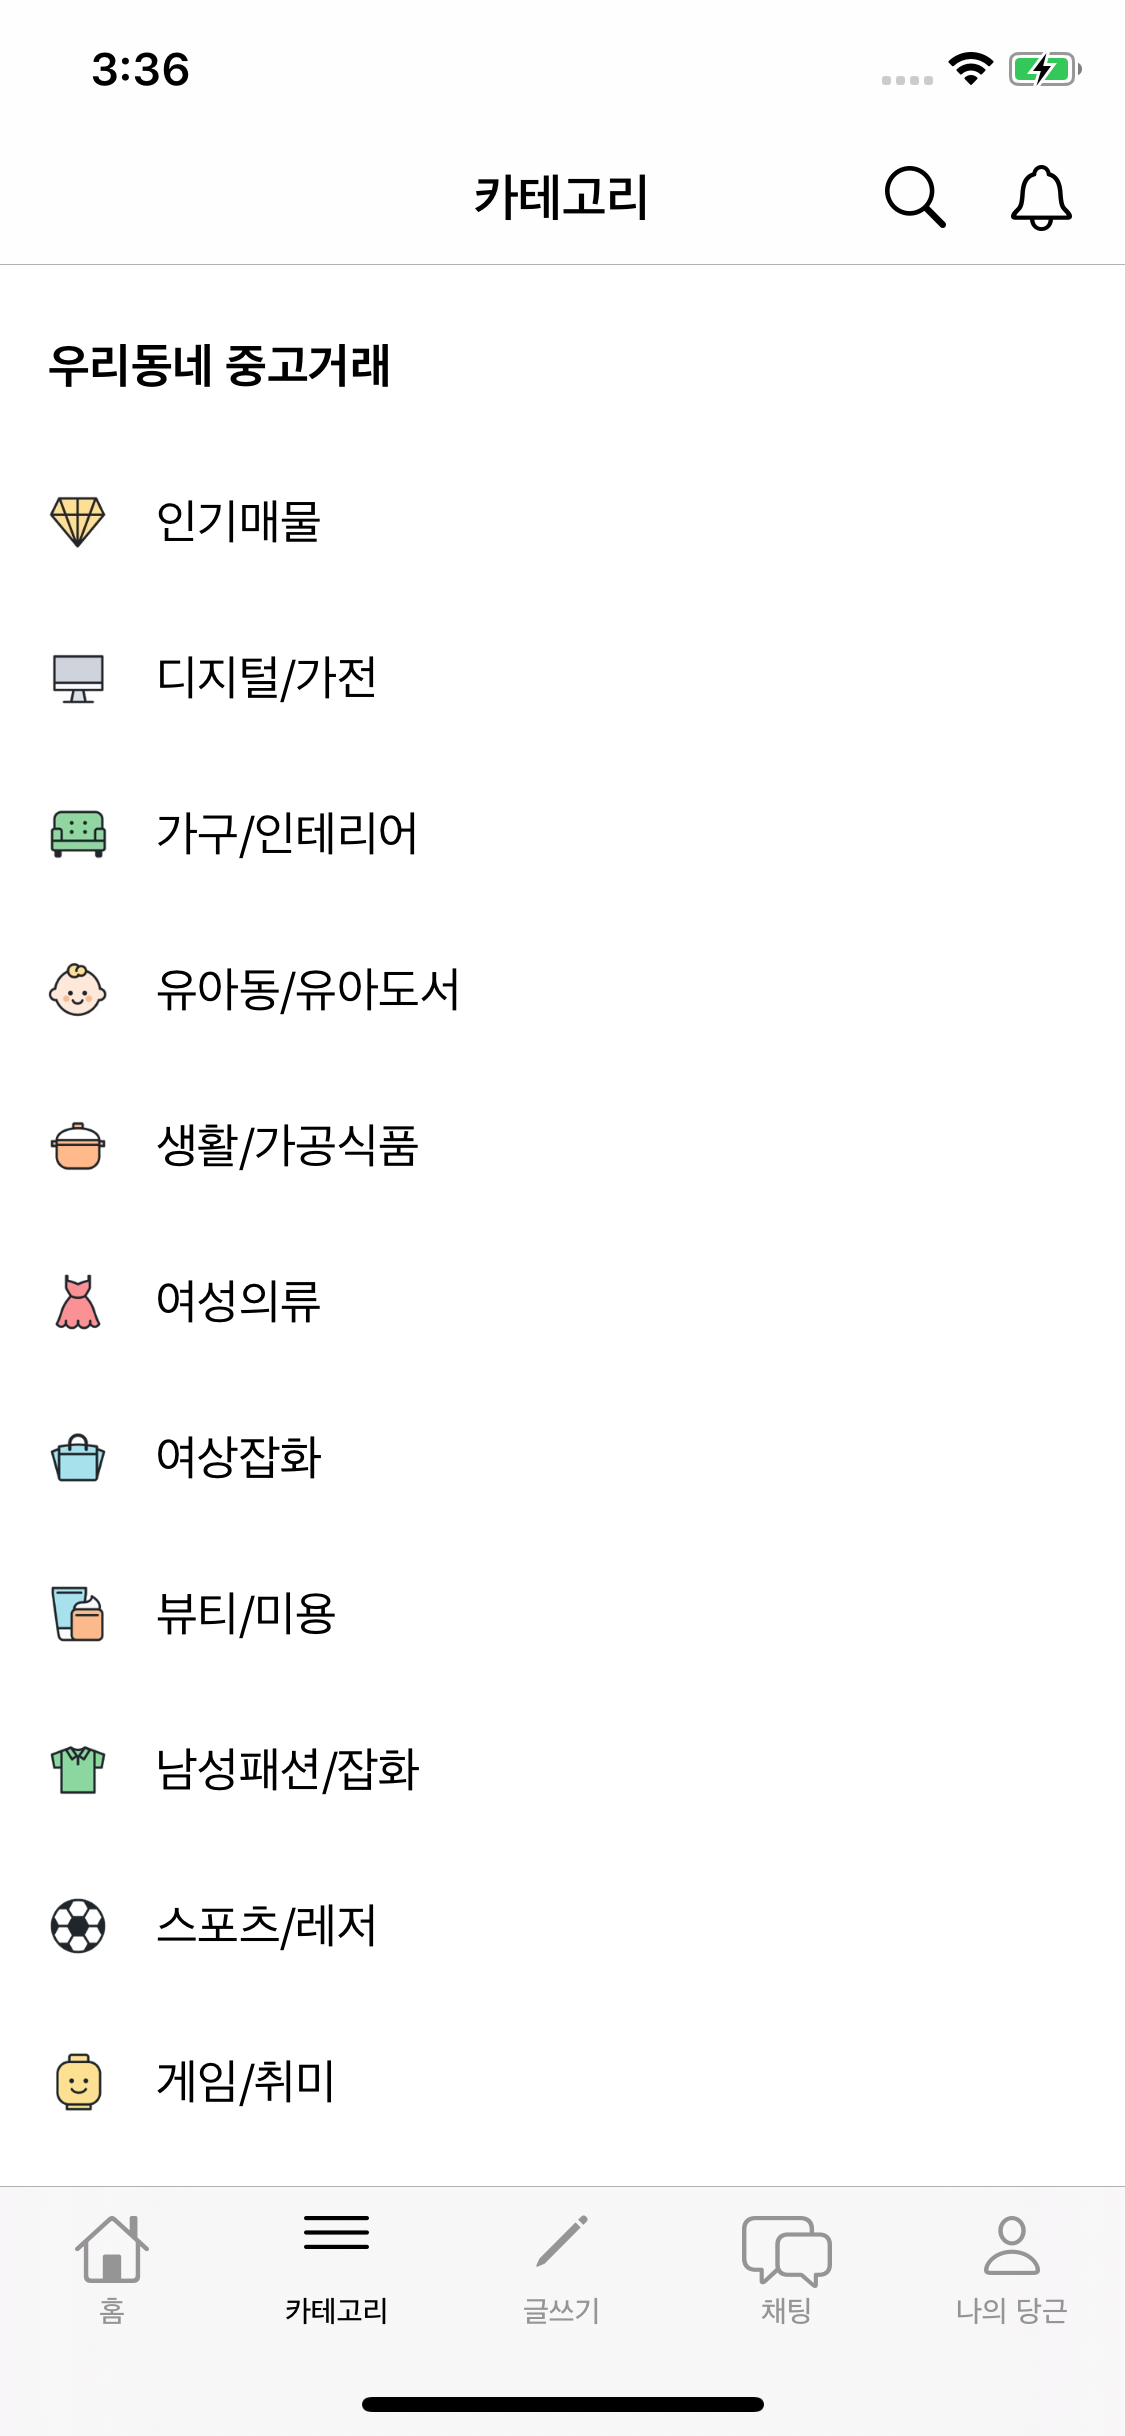 3:36
카테고리
우리동네 중고거래
인기매물
디지털/가전
가구/인테리어
유아동/유아도서
생활/가공식품
여성의류
여상잡화
뷰티/미용
남성패션/잡화
스포츠/레저
게임/취미
홈
카테고리
글쓰기
채팅
나의 당근